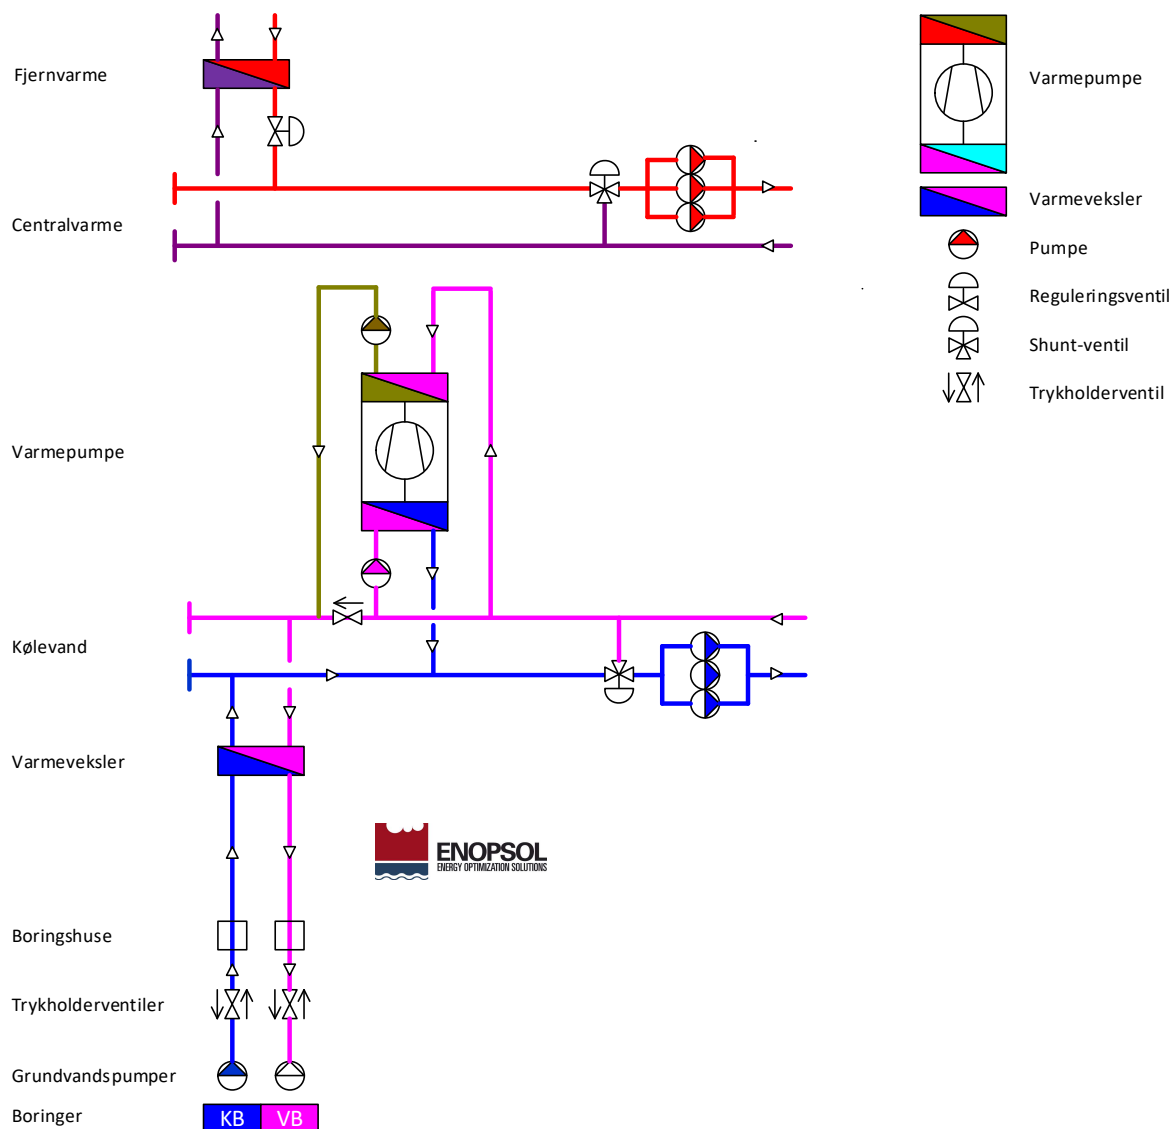 Fjernvarme
Centralvarme
Varmepumpe
Kølevand
Varmeveksler
Boringshuse
Trykholderventiler
Grundvandspumper
Boringer
KB VB
ENOPSOL
ENERGY OPTIMIZATION SOLUTIONS
Varmepumpe
Varmeveksler
Pumpe
Reguleringsventil
Shunt-ventil
Trykholderventil